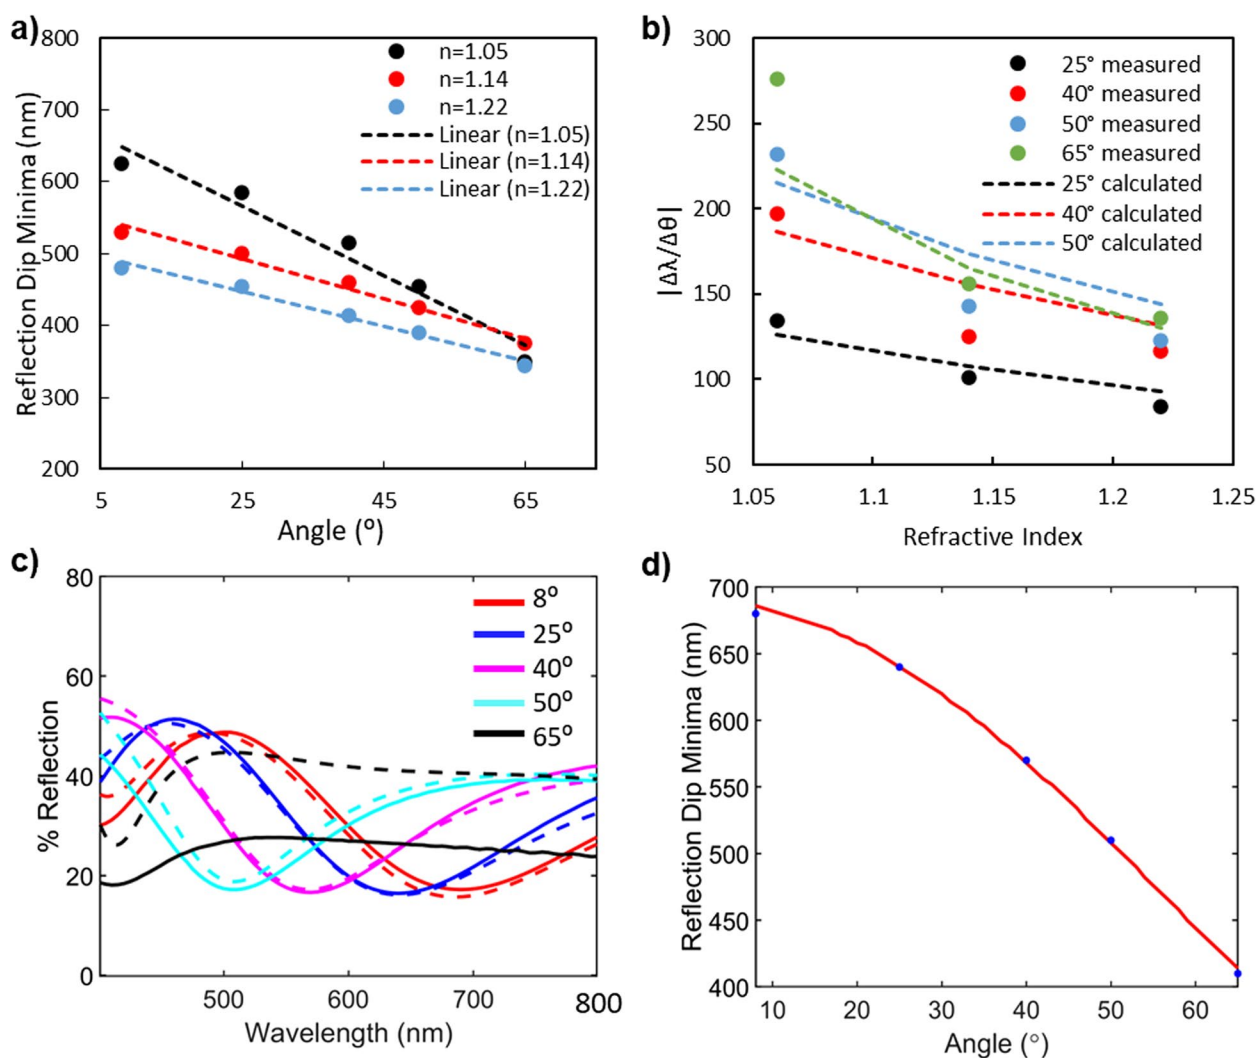 a)
800
700
600
500
400
300
200
Reflection Dip Minima (nm)
n=1.05
n=1.14
n=1.22
Linear (n=1.05)
Linear (n=1.14)
Linear (n=1.22)
5
25
45
65
Angle (º)
b)
300
250
200
150
100
50
|Δλ/Δθ|
25° measured
40° measured
50° measured
65° measured
25° calculated
40° calculated
50° calculated
1.05
1.1
1.15
1.2
1.25
Refractive Index
c)
80
60
40
20
0
% Reflection
8º
25º
40º
50º
65º
500
600
700
800
Wavelength (nm)
d)
700
650
600
550
500
450
400
Reflection Dip Minima (nm)
10
20
30
40
50
60
Angle (°)